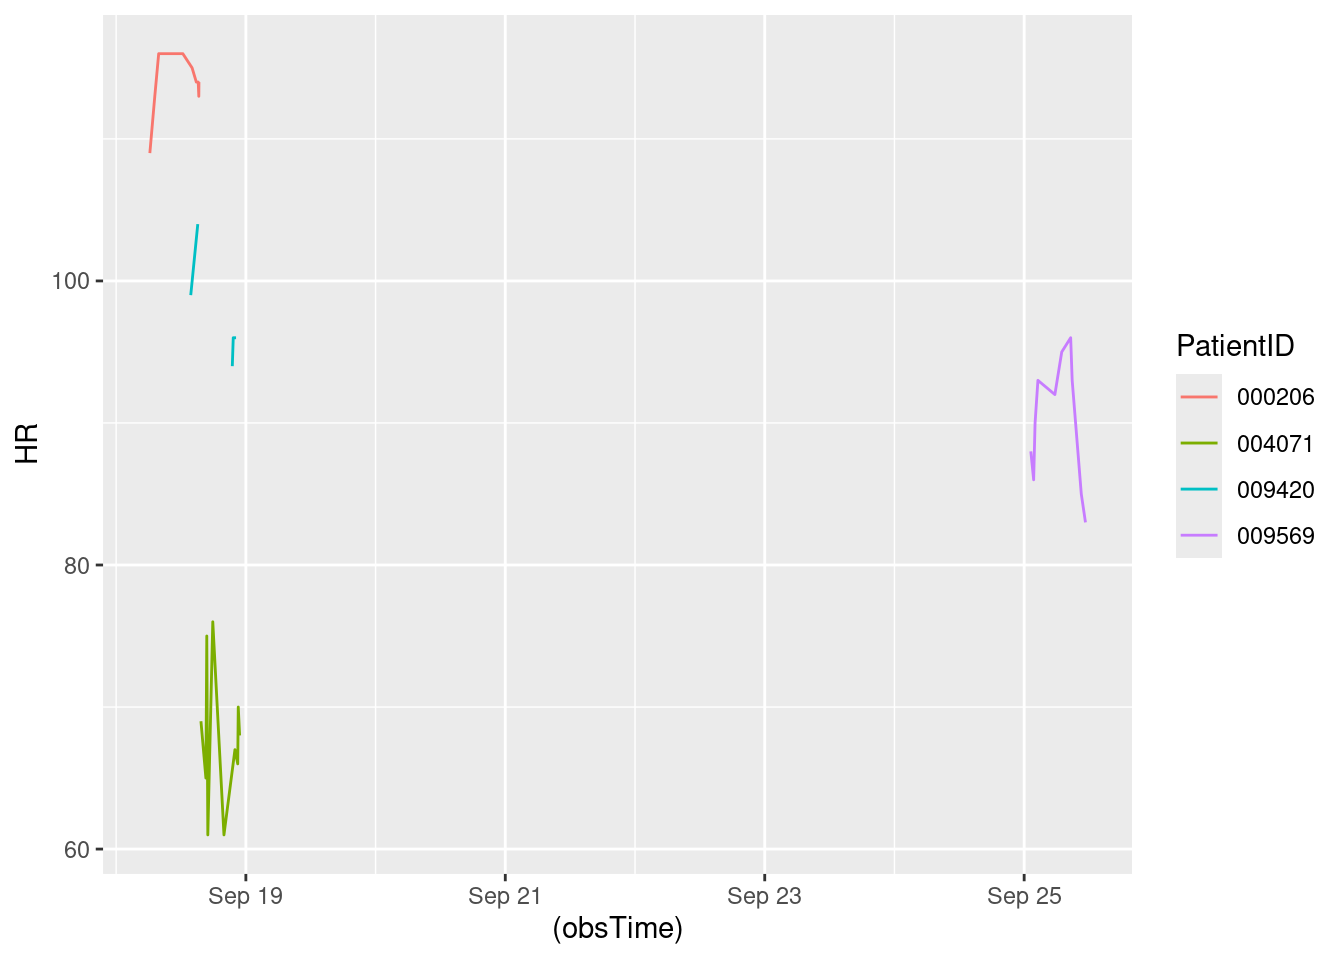 100
80
60
HR
Sep 19
Sep 21
Sep 23
Sep 25
(obsTime)
PatientID
000206
004071
009420
009569